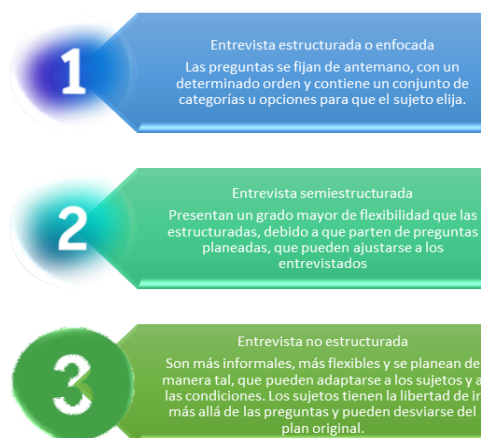 1
Entrevista estructurada o enfocada
Las preguntas se fijan de antemano, con un
determinado orden y contiene un conjunto de
categorías u opciones para que el sujeto elija.
2
Entrevista semiestructurada
Presentan un grado mayor de flexibilidad que las
estructuradas, debido a que parten de preguntas
planeadas, que pueden ajustarse a los
entrevistados
3
Entrevista no estructurada
Son más informales, más flexibles y se planean de
manera tal, que pueden adaptarse a los sujetos y a
las condiciones. Los sujetos tienen la libertad de ir
más allá de las preguntas y pueden desviarse del
plan original.